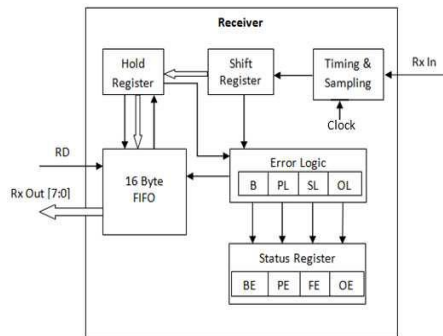 Receiver
Hold Register
Shift Register
Timing & Sampling
Rx In
Clock
RD
Rx Out [7:0]
16 Byte FIFO
Error Logic
B PL SL OL
Status Register
BE PE FE OE